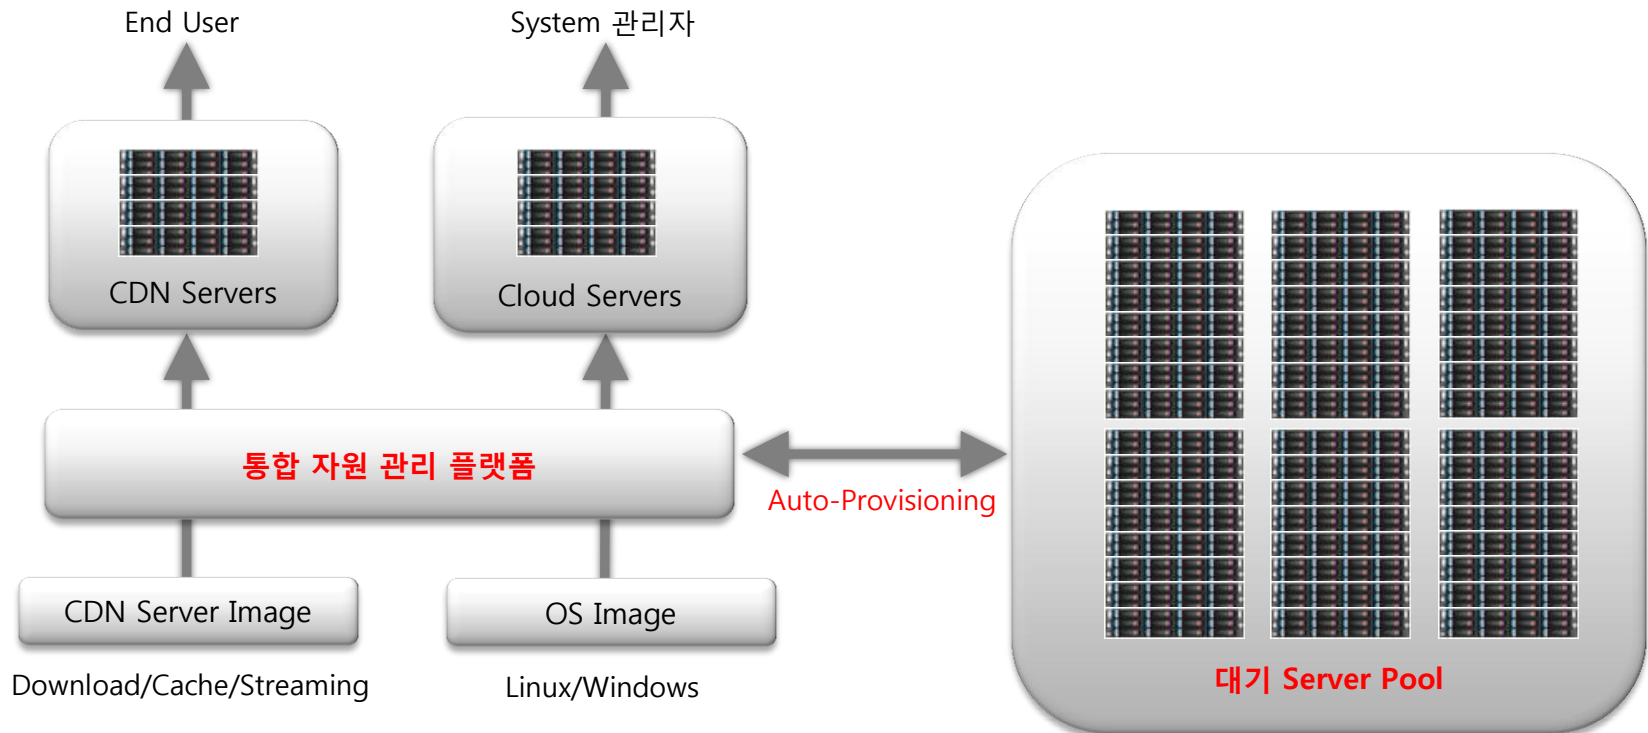 End User
System 관리자
CDN Servers
Cloud Servers
통합 자원 관리 플랫폼
Auto-Provisioning
CDN Server Image
OS Image
Download/Cache/Streaming
Linux/Windows
대기 Server Pool